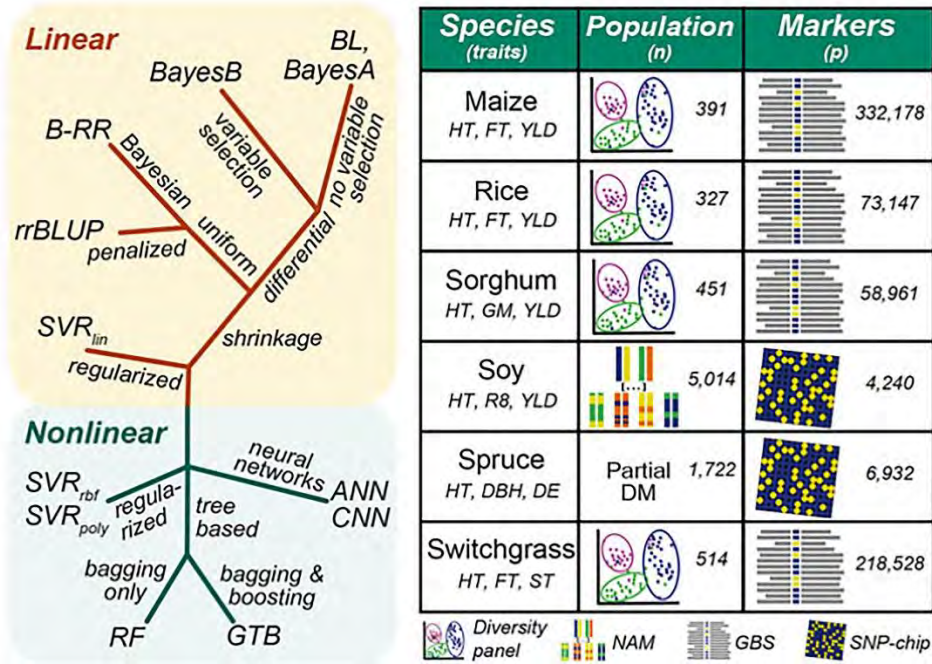 Linear
BL,
BayesA
BayesB
B-RR
Bayesian
variable
selection
no variable
selection
rrBLUP
penalized
uniform
differential
SVRlin
regularized
shrinkage
Nonlinear
neural
networks
SVRrbf
SVRpoly
regula-
rized
tree
based
ANN
CNN
bagging
only
bagging &
boosting
RF
GTB
Species
(traits)
Population
(n)
Markers
(p)
Maize
HT, FT, YLD
391
332,178
Rice
HT, FT, YLD
327
73,147
Sorghum
HT, GM, YLD
451
58,961
Soy
HT, R8, YLD
[...]
5,014
4,240
Spruce
HT, DBH, DE
Partial
DM
1,722
6,932
Switchgrass
HT, FT, ST
514
218,528
Diversity
panel
NAM
GBS
SNP-chip